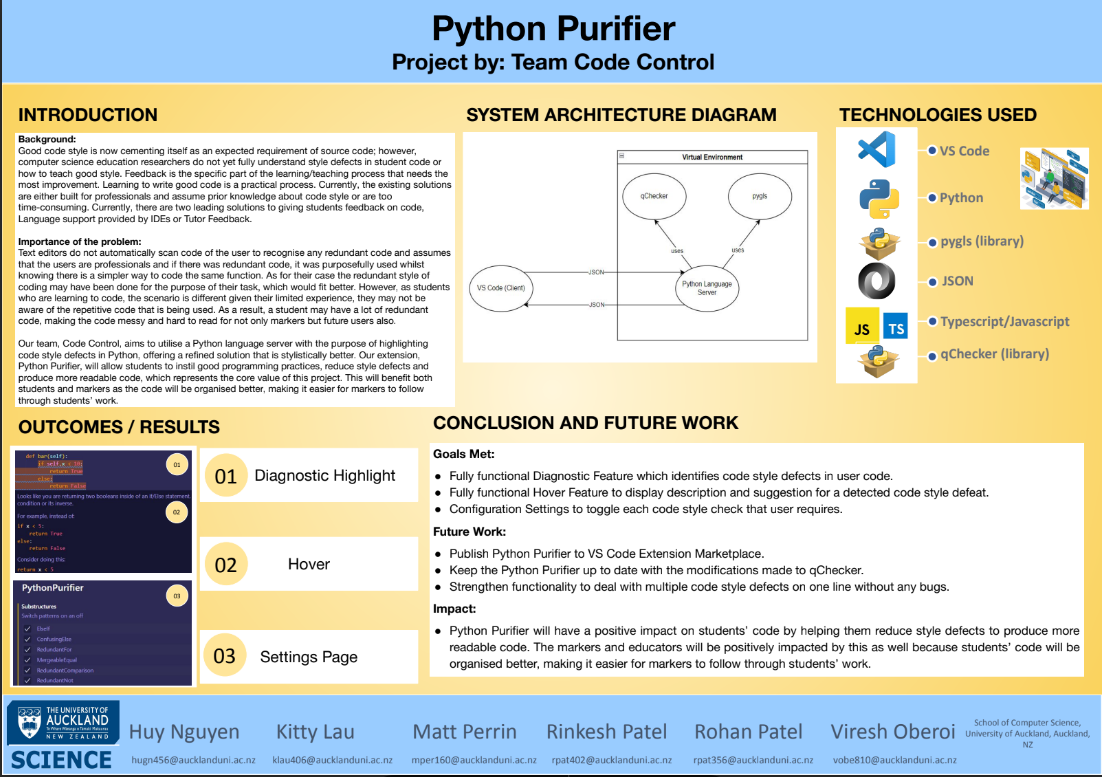 Python Purifier
Project by: Team Code Control
INTRODUCTION
Background:
Good code style is now cementing itself as an expected requirement of source code; however,
computer science education researchers do not yet fully understand style defects in student code or
how to teach good style. Feedback is the specific part of the learning/teaching process that needs the
most improvement. Learning to write good code is a practical process. Currently, the existing solutions
are either built for professionals and assume prior knowledge about code style or are too
time-consuming. Currently, there are two leading solutions to giving students feedback on code,
Language support provided by IDEs or Tutor Feedback.
Importance of the problem:
Text editors do not automatically scan code of the user to recognise any redundant code and assumes
that the users are professionals and if there was redundant code, it was purposefully used whilst
knowing there is a simpler way to code the same function. As for their case the redundant style of
coding may have been done for the purpose of their task, which would fit better. However, as students
who are learning to code, the scenario is different given their limited experience, they may not be
aware of the repetitive code that is being used. As a result, a student may have a lot of redundant
code, making the code messy and hard to read for not only markers but future users also.
Our team, Code Control, aims to utilise a Python language server with the purpose of highlighting
code style defects in Python, offering a refined solution that is stylistically better. Our extension,
Python Purifier, will allow students to instil good programming practices, reduce style defects and
produce more readable code, which represents the core value of this project. This will benefit both
students and markers as the code will be organised better, making it easier for markers to follow
through students' work.
SYSTEM ARCHITECTURE DIAGRAM
Virtual Environment
qChecker
pygls
uses
uses
JSON
VS Code (Client)
Python Language
Server
JSON
TECHNOLOGIES USED
VS Code
Python
pygls (library)
JSON
JS
TS
Typescript/Javascript
qChecker (library)
OUTCOMES / RESULTS
def bar(self):
if self.x < 10:
return True
else:
return False
01
Looks like you are returning two booleans inside of an If/Else statement
condition or its inverse.
02
For example, instead of:
if x < 5:
return True
else:
return False
Consider doing this:
return x < 5
PythonPurifier
03
Substructures
Switch patterns on an off
ElseIf
ConfusingElse
RedundantFor
MergeableEqual
RedundantComparison
RedundantNot
01 Diagnostic Highlight
02 Hover
03 Settings Page
CONCLUSION AND FUTURE WORK
Goals Met:
● Fully functional Diagnostic Feature which identifies code style defects in user code.
● Fully functional Hover Feature to display description and suggestion for a detected code style defeat.
● Configuration Settings to toggle each code style check that user requires.
Future Work:
● Publish Python Purifier to VS Code Extension Marketplace.
● Keep the Python Purifier up to date with the modifications made to qChecker.
● Strengthen functionality to deal with multiple code style defects on one line without any bugs.
Impact:
● Python Purifier will have a positive impact on students' code by helping them reduce style defects to produce more
readable code. The markers and educators will be positively impacted by this as well because students' code will be
organised better, making it easier for markers to follow through students' work.
THE UNIVERSITY OF
AUCKLAND
Te Whare Wānanga o Tāmaki Makaurau
NEW ZEALAND
SCIENCE
Huy Nguyen
hugn456@aucklanduni.ac.nz
Kitty Lau
klau406@aucklanduni.ac.nz
Matt Perrin
mper160@aucklanduni.ac.nz
Rinkesh Patel
rpat402@aucklanduni.ac.nz
Rohan Patel
rpat356@aucklanduni.ac.nz
Viresh Oberoi
vobe810@aucklanduni.ac.nz
School of Computer Science,
University of Auckland, Auckland,
NZ